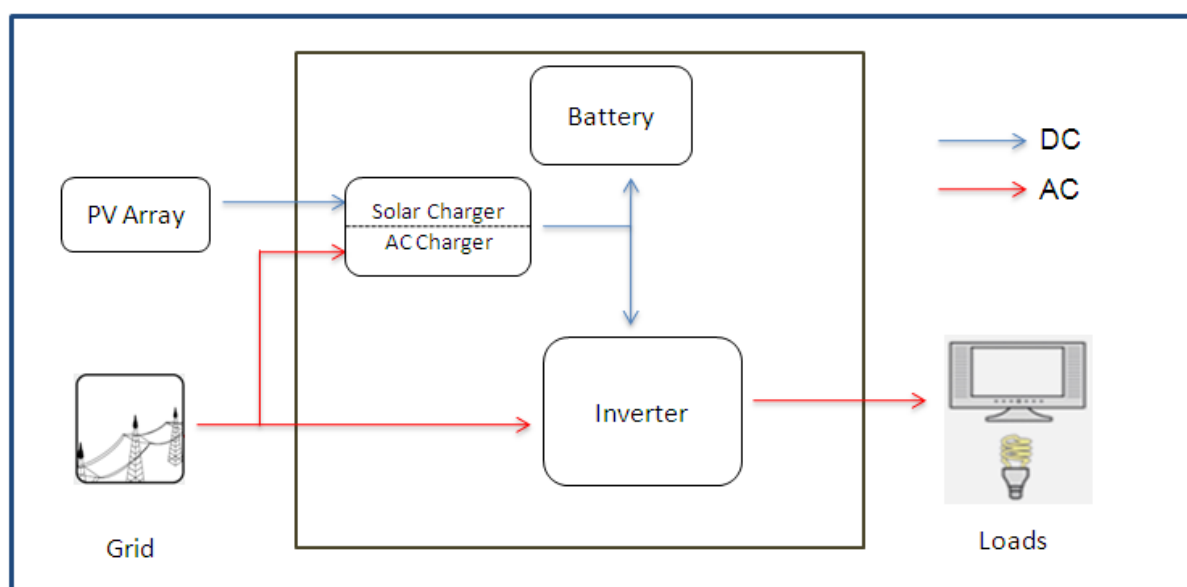 Battery
DC
AC
PV Array
Solar Charger
AC Charger
Inverter
Grid
Loads